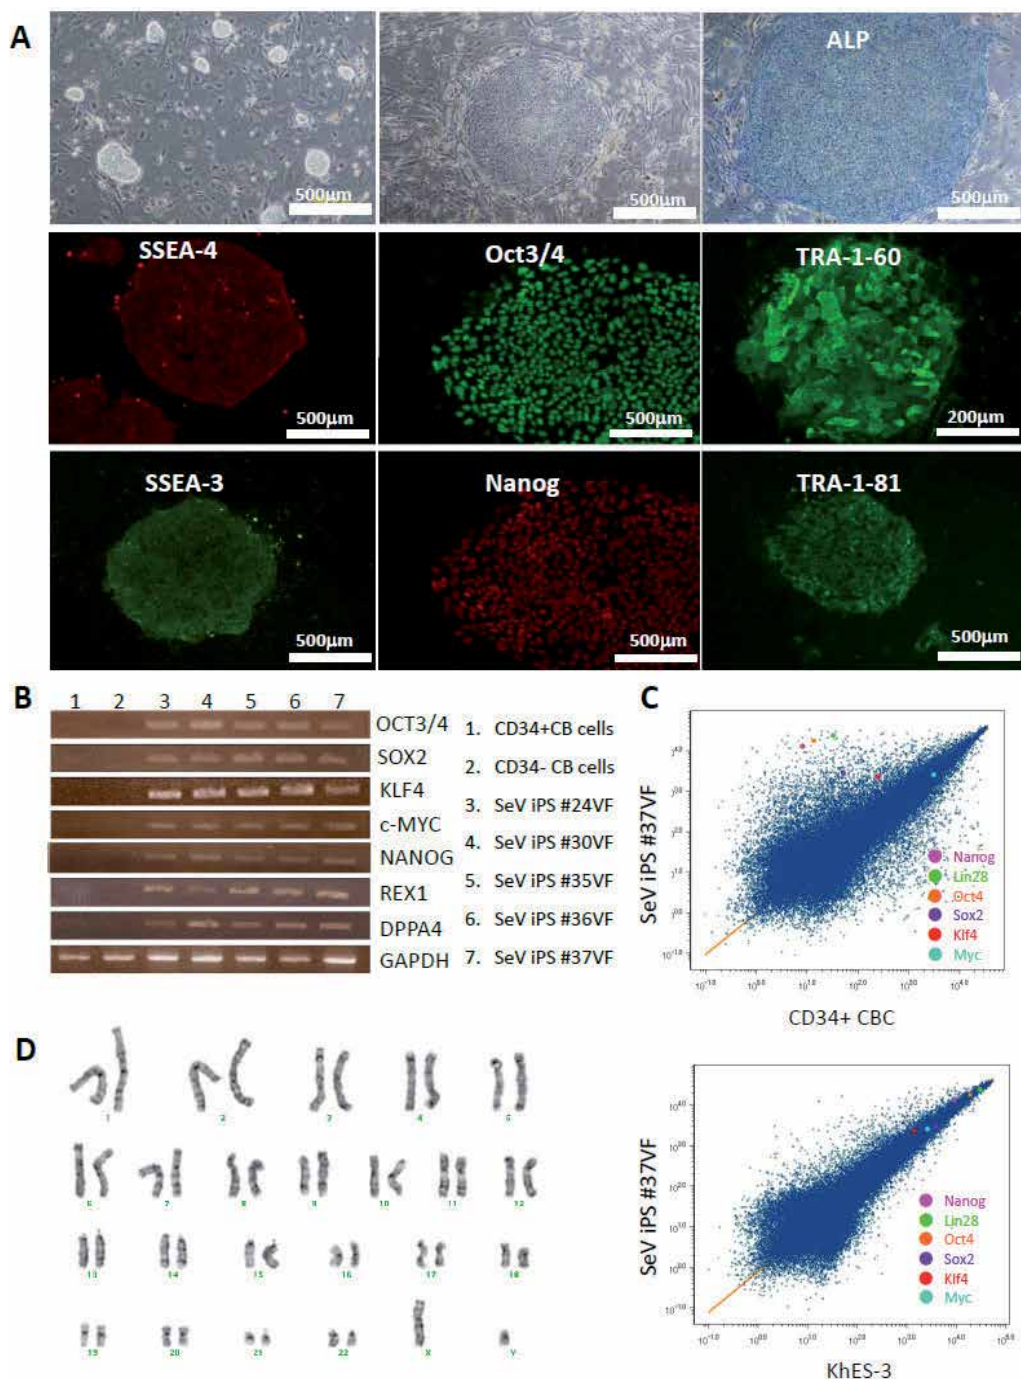 A
ALP
500µm
500µm
500µm
SSEA-4
Oct3/4
TRA-1-60
500µm
500µm
200µm
SSEA-3
Nanog
TRA-1-81
500µm
500µm
500µm
B
1 2 3 4 5 6 7
OCT3/4
SOX2
KLF4
c-MYC
NANOG
REX1
DPPA4
GAPDH
1. CD34+CB cells
2. CD34- CB cells
3. SeV iPS #24VF
4. SeV iPS #30VF
5. SeV iPS #35VF
6. SeV iPS #36VF
7. SeV iPS #37VF
C
SeV iPS #37VF
Nanog
Lin28
Oct4
Sox2
Klf4
Myc
CD34+ CBC
SeV iPS #37VF
Nanog
Lin28
Oct4
Sox2
Klf4
Myc
KhES-3
D
1 2 3 4 5
6 7 8 9 10 11 12
13 14 15 16 17 18
19 20 21 22 X Y